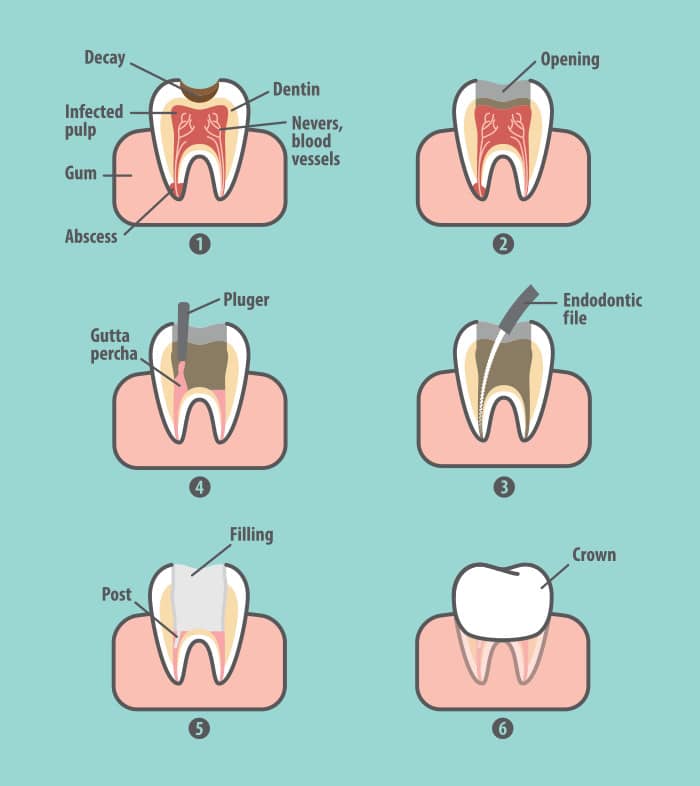 Decay
Dentin
Infected
pulp
Nevers,
blood
vessels
Gum
Abscess
1
Opening
2
Pluger
Gutta
percha
4
Endodontic
file
3
Filling
Post
5
Crown
6